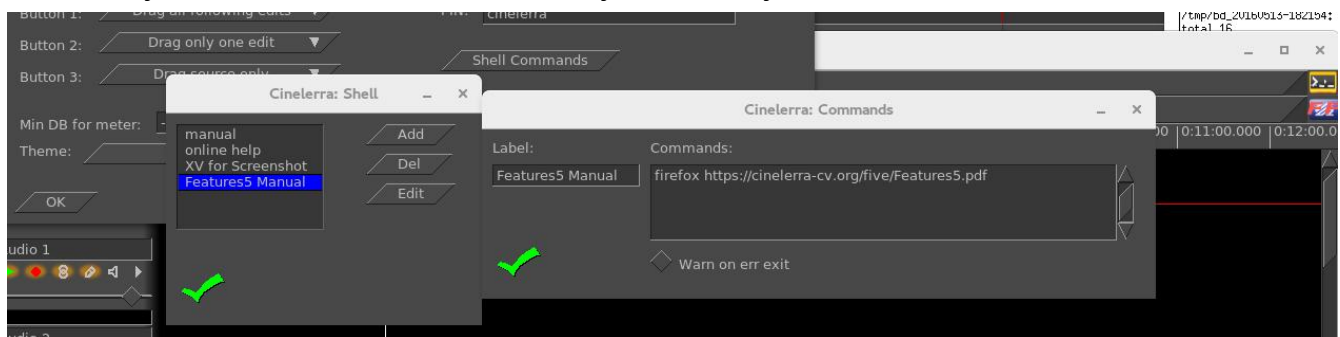 Button 1: Drag all following edits
PIN: cinelerra
/tmp/bd_20160513-182154:
total 16
Button 2: Drag only one edit
Shell Commands
Button 3: Drag source only
Cinelerra: Shell
Cinelerra: Commands
Min DB for meter:
Theme:
manual
online help
XV for Screenshot
Features5 Manual
Add
Del
Edit
Label:
Commands:
Features5 Manual
firefox https://cinelerra-cv.org/five/Features5.pdf
Warn on err exit
0:11:00.000
0:12:00.0
OK
udio 1